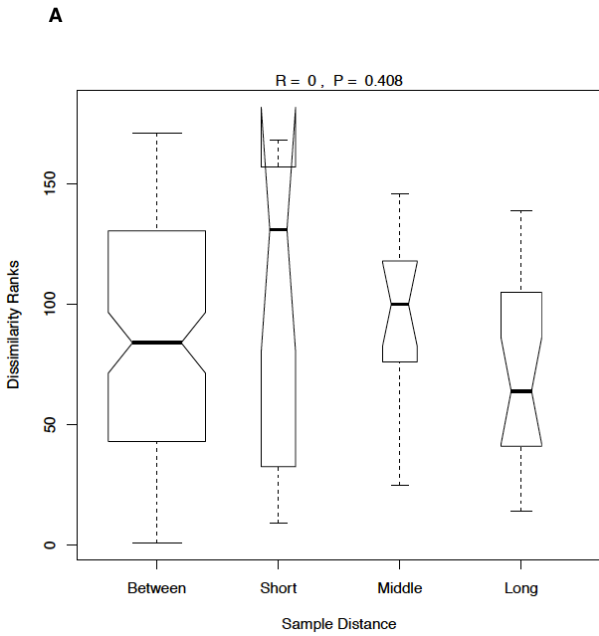 A
R = 0 , P = 0.408
Dissimilarity Ranks
150
100
50
0
Between Short Middle Long
Sample Distance